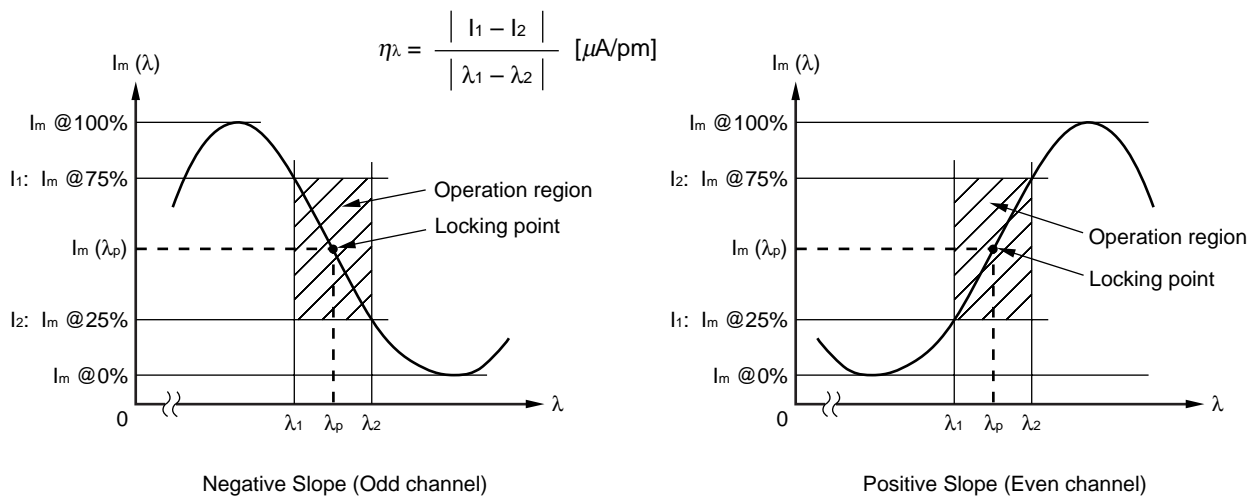 ηλ = | I1 – I2 | / | λ1 – λ2 | [μA/pm]
Im (λ)
Im @100%
I1: Im @75%
Im (λp)
I2: Im @25%
Im @0%
0
λ1 λp λ2
λ
Operation region
Locking point
Negative Slope (Odd channel)
Im (λ)
Im @100%
I2: Im @75%
Im (λp)
I1: Im @25%
Im @0%
0
λ1 λp λ2
λ
Operation region
Locking point
Positive Slope (Even channel)